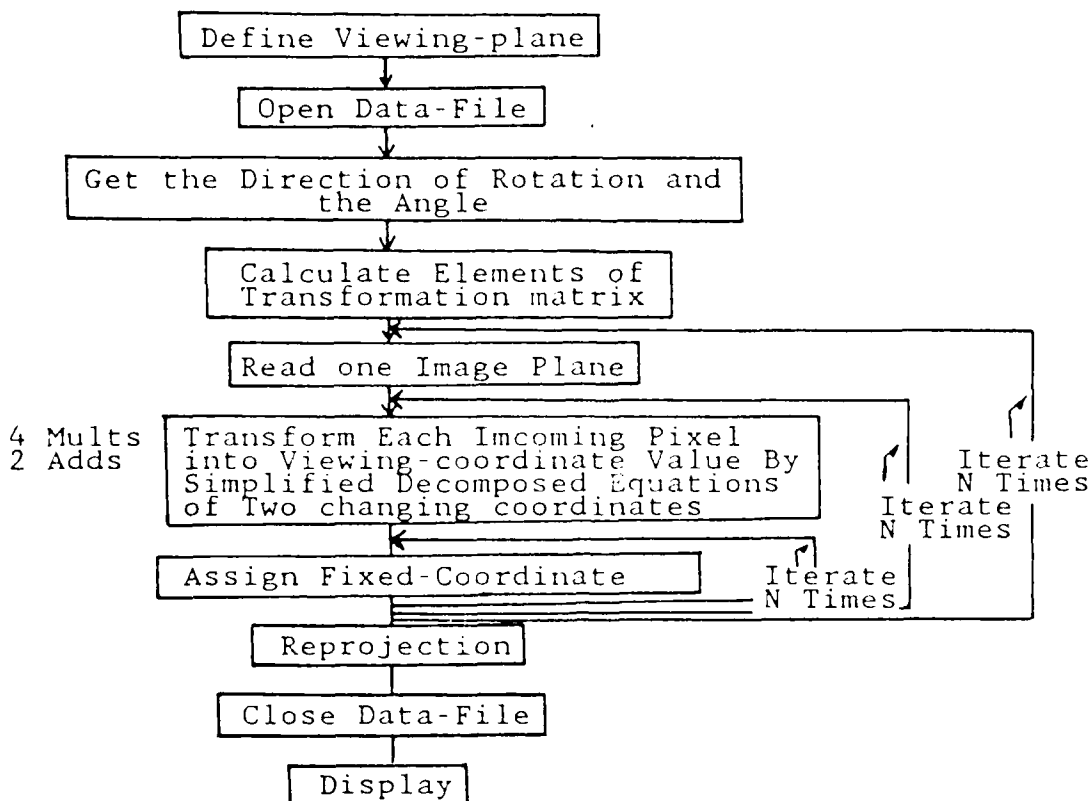 Define Viewing-plane
Open Data-File
Get the Direction of Rotation and
the Angle
Calculate Elements of
Transformation matrix
Read one Image Plane
4 Mults
2 Adds
Transform Each Imcoming Pixel
into Viewing-coordinate Value By
Simplified Decomposed Equations
of Two changing coordinates
Iterate
N Times
Iterate
N Times
Assign Fixed-Coordinate
Iterate
N Times
Reprojection
Close Data-File
Display